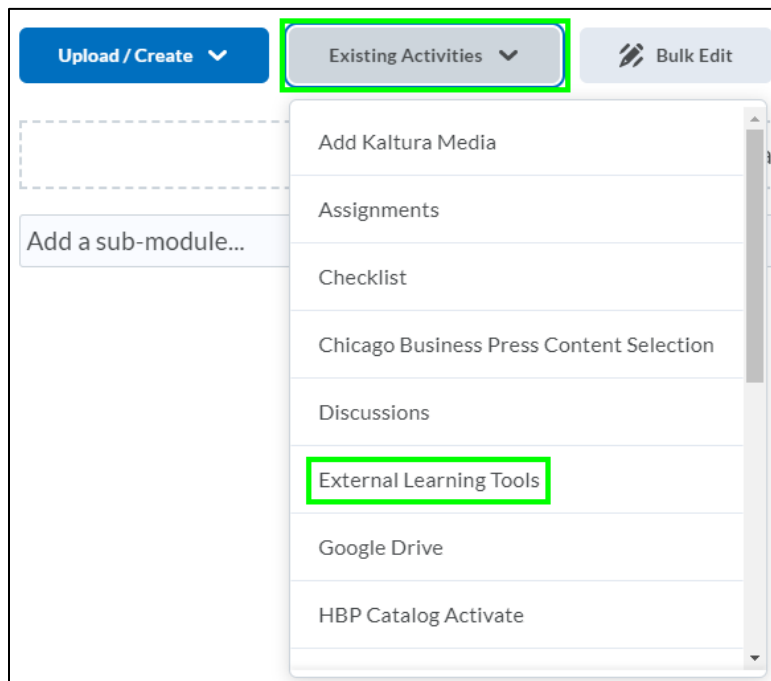 Upload / Create
Existing Activities
Bulk Edit
Add a sub-module...
Add Kaltura Media
Assignments
Checklist
Chicago Business Press Content Selection
Discussions
External Learning Tools
Google Drive
HBP Catalog Activate